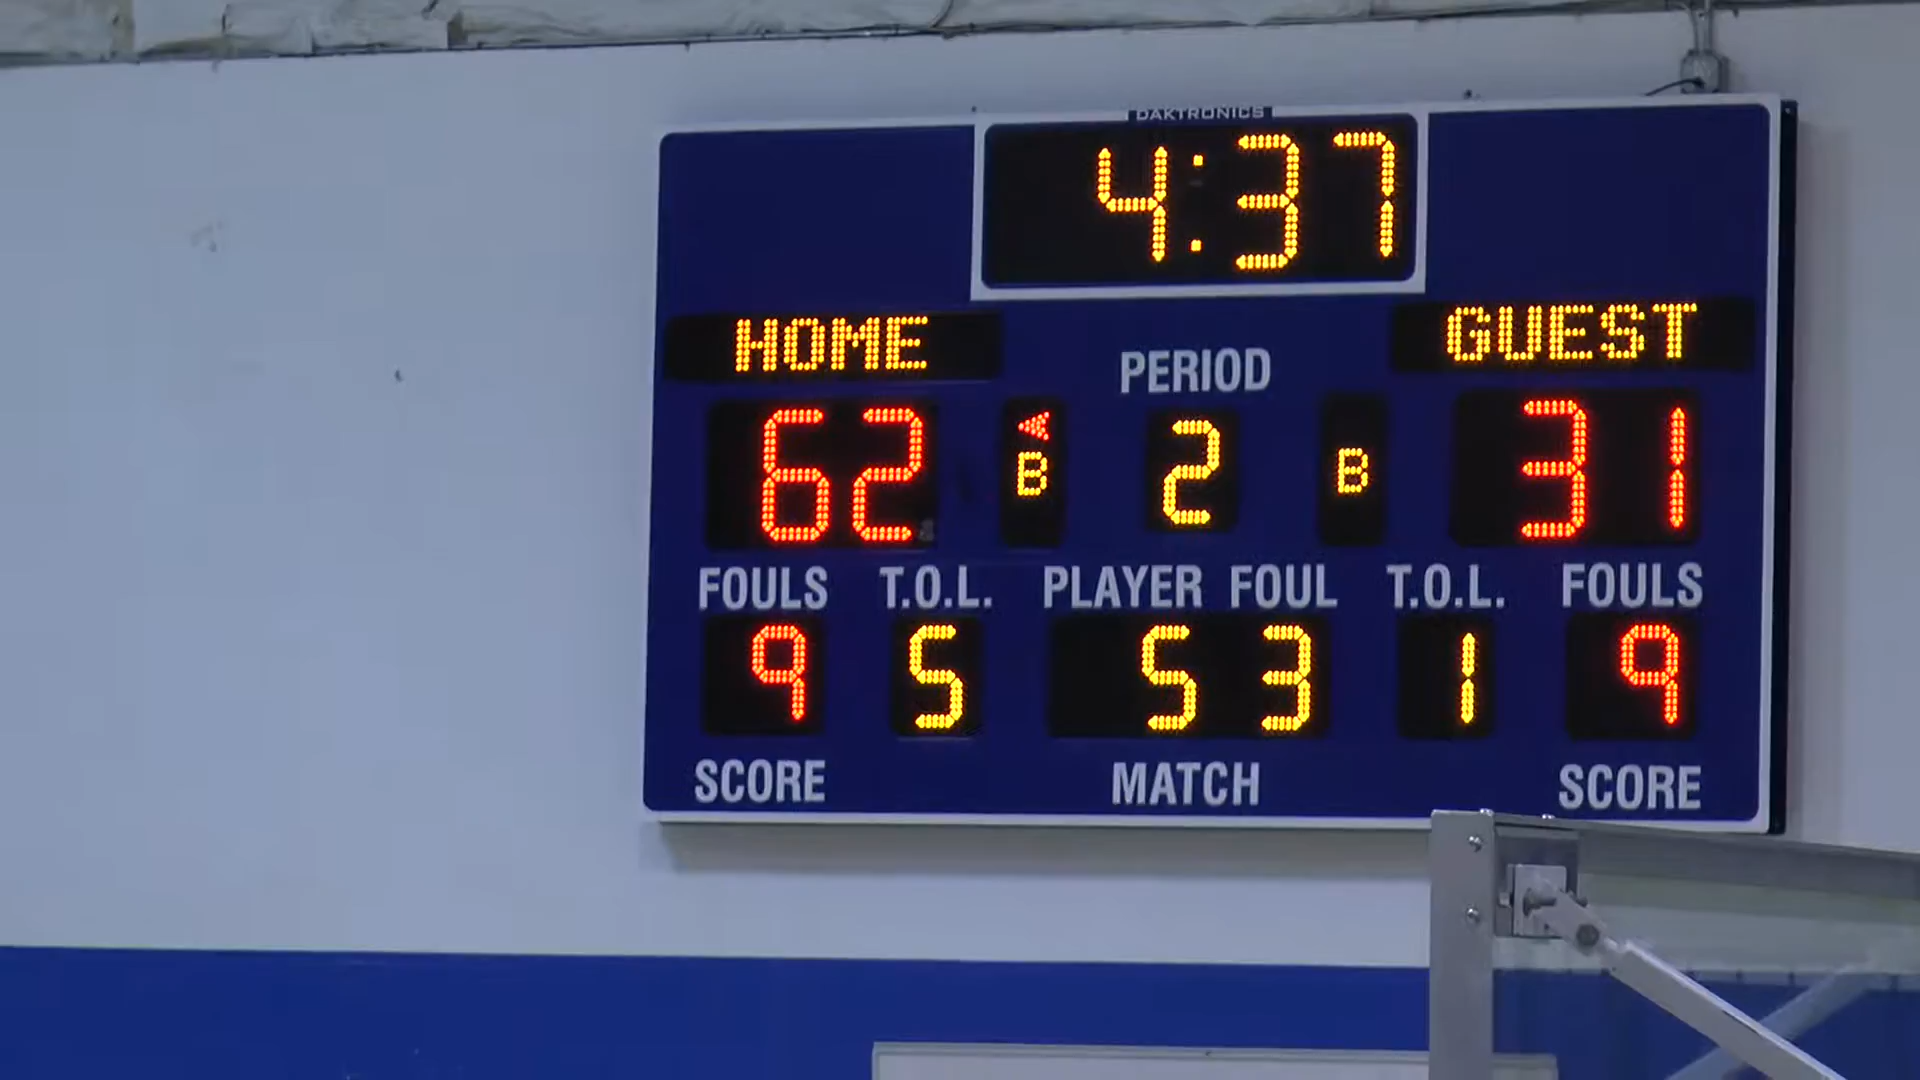 DAKTRONICS
4:37
HOME PERIOD GUEST
62 B 2 B 31
FOULS T.O.L. PLAYER FOUL T.O.L. FOULS
9 5 5 3 1 9
SCORE MATCH SCORE